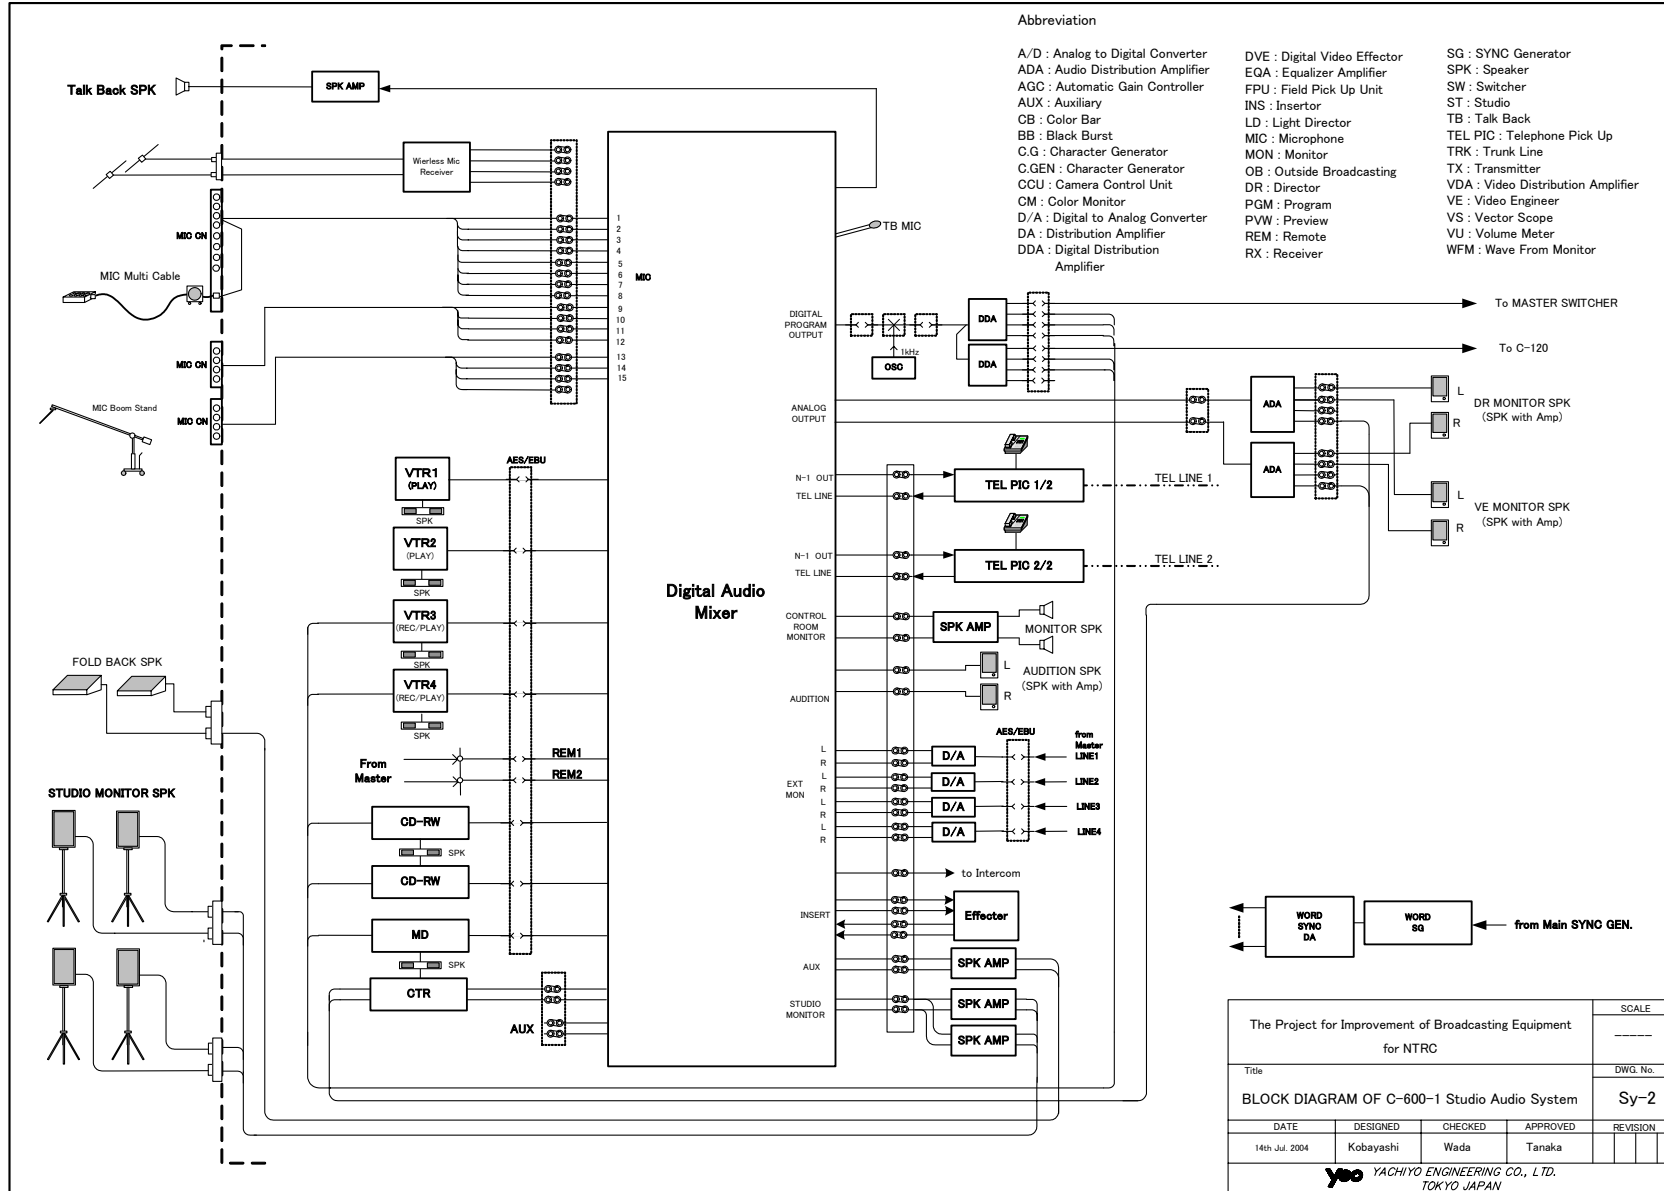 Abbreviation
A/D : Analog to Digital Converter
ADA : Audio Distribution Amplifier
AGC : Automatic Gain Controller
AUX : Auxiliary
CB : Color Bar
BB : Black Burst
C.G : Character Generator
C.GEN : Character Generator
CCU : Camera Control Unit
CM : Color Monitor
D/A : Digital to Analog Converter
DA : Distribution Amplifier
DDA : Digital Distribution
Amplifier
DVE : Digital Video Effector
EQA : Equalizer Amplifier
FPU : Field Pick Up Unit
INS : Insertor
LD : Light Director
MIC : Microphone
MON : Monitor
OB : Outside Broadcasting
DR : Director
PGM : Program
PVW : Preview
REM : Remote
RX : Receiver
SG : SYNC Generator
SPK : Speaker
SW : Switcher
ST : Studio
TB : Talk Back
TEL PIC : Telephone Pick Up
TRK : Trunk Line
TX : Transmitter
VDA : Video Distribution Amplifier
VE : Video Engineer
VS : Vector Scope
VU : Volume Meter
WFM : Wave From Monitor
Talk Back SPK
SPK AMP
Wierless Mic
Receiver
MIC CN
MIC Multi Cable
MIC CN
MIC Boom Stand
MIC CN
1
2
3
4
5
6
7
8
9
10
11
12
13
14
15
MIC
TB MIC
AES/EBU
VTR1
(PLAY)
SPK
VTR2
(PLAY)
SPK
VTR3
(REC/PLAY)
SPK
VTR4
(REC/PLAY)
SPK
From
Master
REM1
REM2
CD-RW
SPK
CD-RW
MD
SPK
CTR
AUX
FOLD BACK SPK
STUDIO MONITOR SPK
Digital Audio
Mixer
DIGITAL
PROGRAM
OUTPUT
1kHz
OSC
DDA
DDA
To MASTER SWITCHER
To C-120
ANALOG
OUTPUT
ADA
ADA
L
R
DR MONITOR SPK
(SPK with Amp)
L
R
VE MONITOR SPK
(SPK with Amp)
N-1 OUT
TEL LINE
TEL PIC 1/2
TEL LINE 1
N-1 OUT
TEL LINE
TEL PIC 2/2
TEL LINE 2
CONTROL
ROOM
MONITOR
SPK AMP
MONITOR SPK
AUDITION
L
R
AUDITION SPK
(SPK with Amp)
EXT
MON
L
R
L
R
L
R
L
R
D/A
D/A
D/A
D/A
AES/EBU
from
Master
LINE1
LINE2
LINE3
LINE4
to Intercom
INSERT
Effecter
AUX
SPK AMP
STUDIO
MONITOR
SPK AMP
SPK AMP
WORD
SYNC
DA
WORD
SG
from Main SYNC GEN.
The Project for Improvement of Broadcasting Equipment
for NTRC
SCALE
-----
Title
BLOCK DIAGRAM OF C-600-1 Studio Audio System
DWG. No.
Sy-2
DATE
DESIGNED
CHECKED
APPROVED
REVISION
14th Jul. 2004
Kobayashi
Wada
Tanaka
yec YACHIYO ENGINEERING CO., LTD.
TOKYO JAPAN